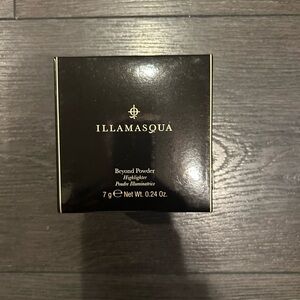 ILLAMASQUA
Beyond Powder
Highlighter
Poudre Illuminatrice
7 g ℮ Net Wt. 0.24 Oz.